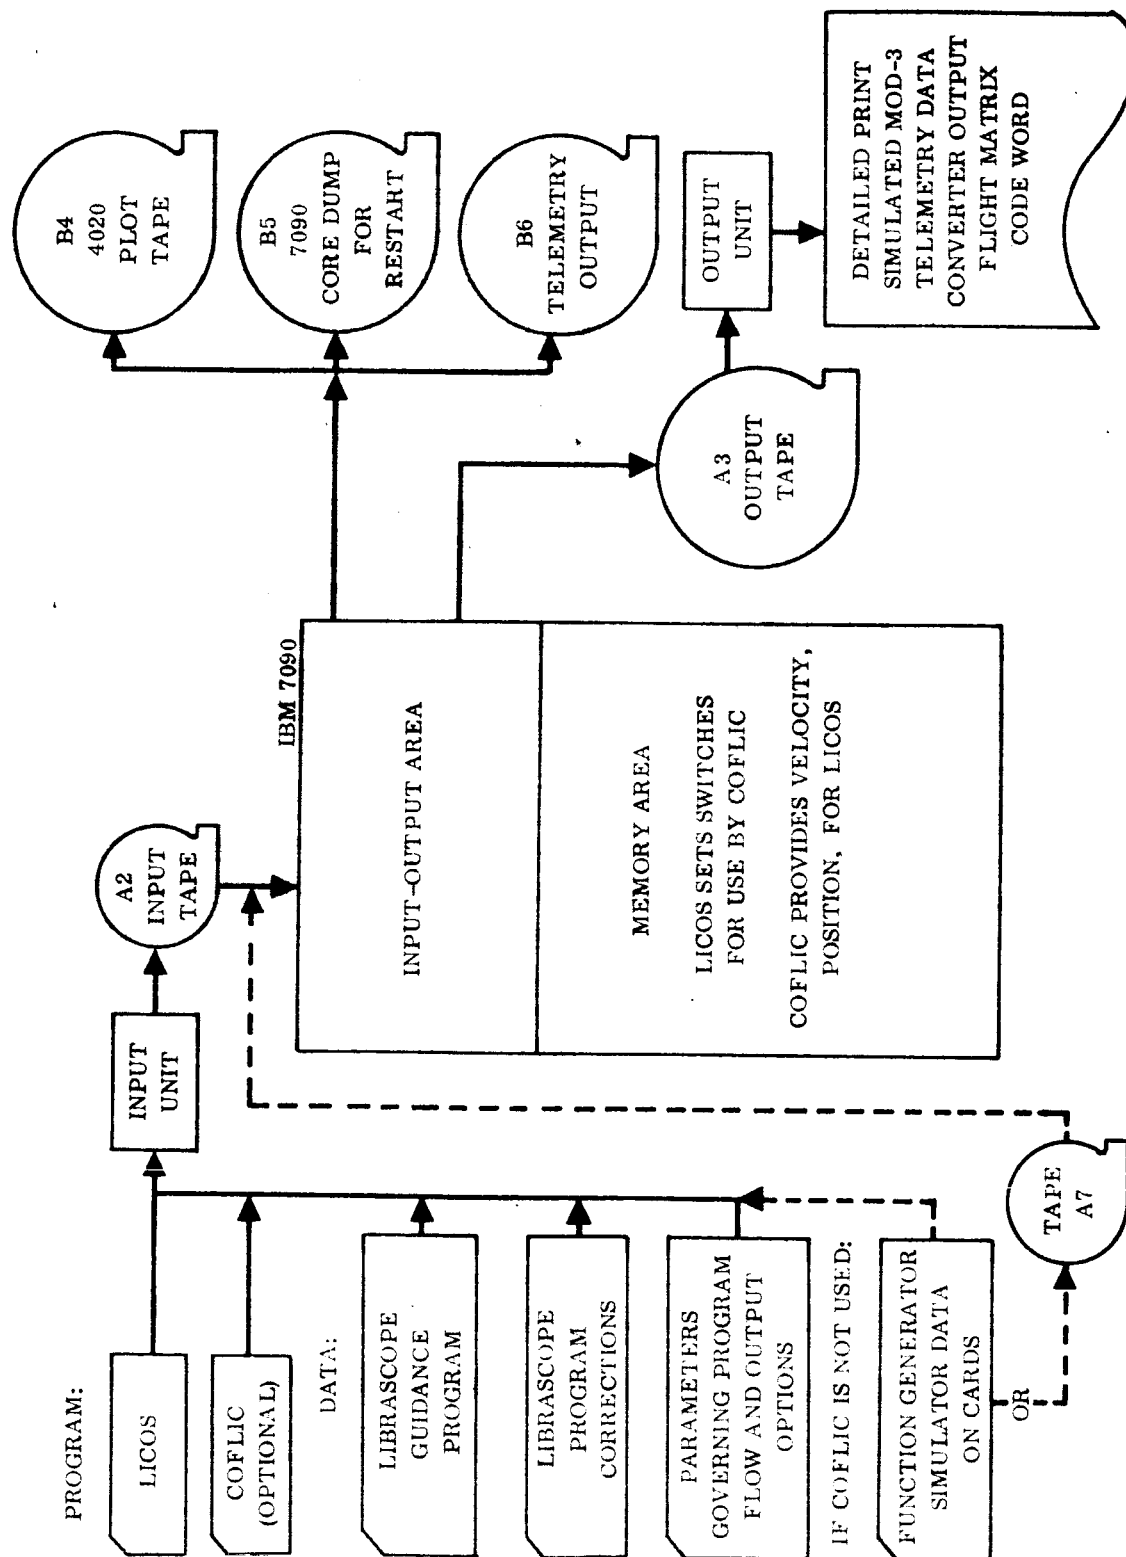 PROGRAM:
LICOS
COFLIC
(OPTIONAL)
DATA:
LIBRASCOPE
GUIDANCE
PROGRAM
LIBRASCOPE
PROGRAM
CORRECTIONS
PARAMETERS
GOVERNING PROGRAM
FLOW AND OUTPUT
OPTIONS
IF COFLIC IS NOT USED:
FUNCTION GENERATOR
SIMULATOR DATA
ON CARDS
OR
TAPE
A7
INPUT
UNIT
A2
INPUT
TAPE
IBM 7090
INPUT-OUTPUT AREA
MEMORY AREA
LICOS SETS SWITCHES
FOR USE BY COFLIC
COFLIC PROVIDES VELOCITY,
POSITION, FOR LICOS
B4
4020
PLOT
TAPE
B5
7090
CORE DUMP
FOR
RESTART
B6
TELEMETRY
OUTPUT
A3
OUTPUT
TAPE
OUTPUT
UNIT
DETAILED PRINT
SIMULATED MOD-3
TELEMETRY DATA
CONVERTER OUTPUT
FLIGHT MATRIX
CODE WORD